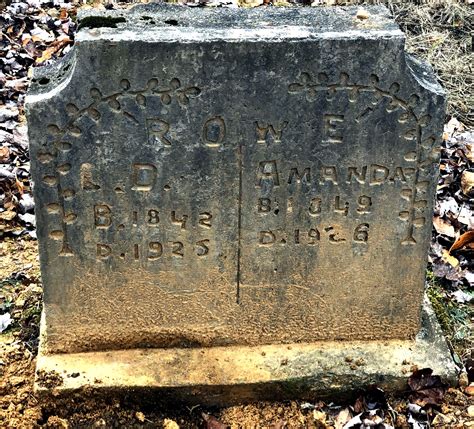 ROWE
L.D.
B.1842
D.1925
AMANDA
B.1849
D.1926